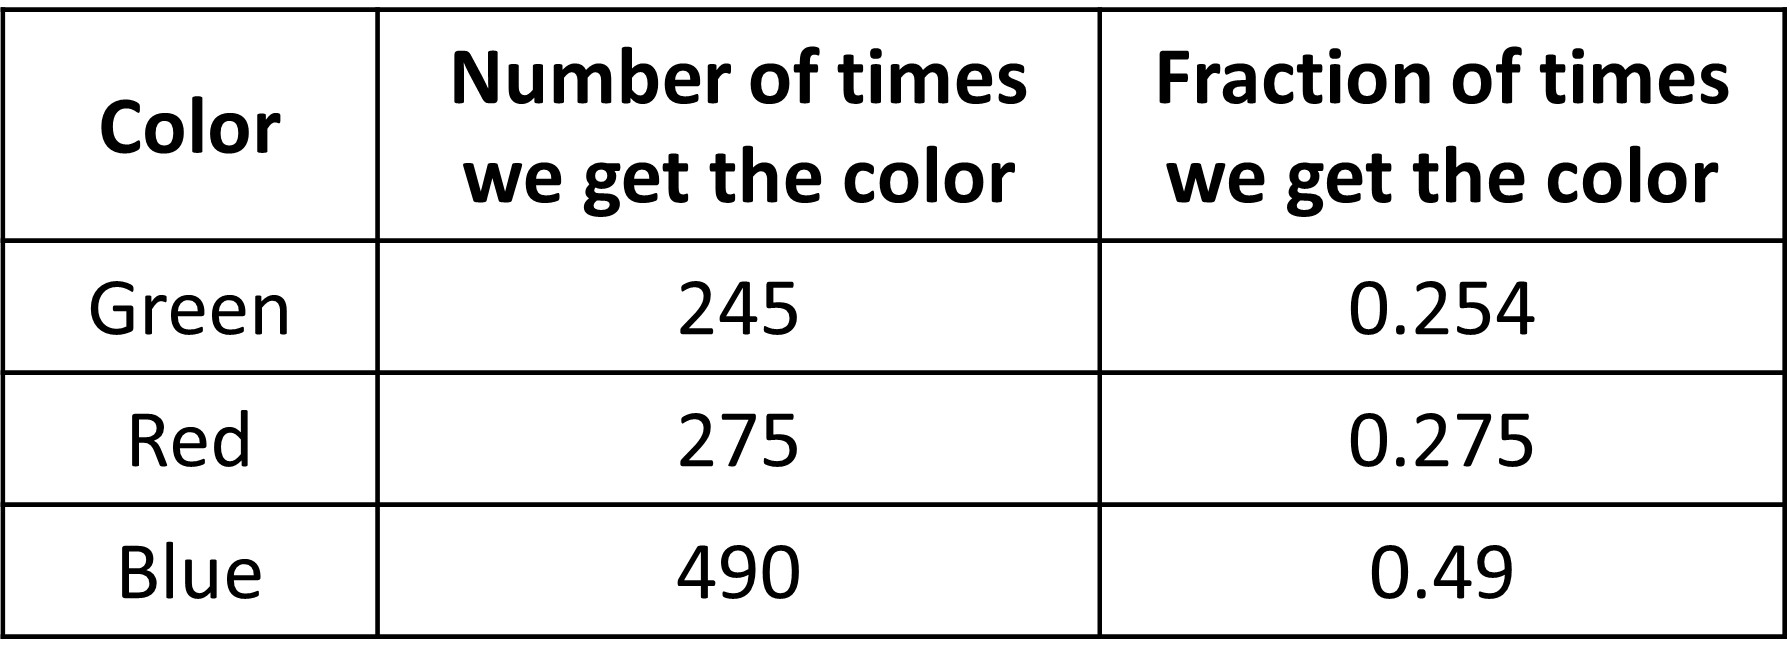 Color
Number of times
we get the color
Fraction of times
we get the color
Green 245 0.254
Red 275 0.275
Blue 490 0.49